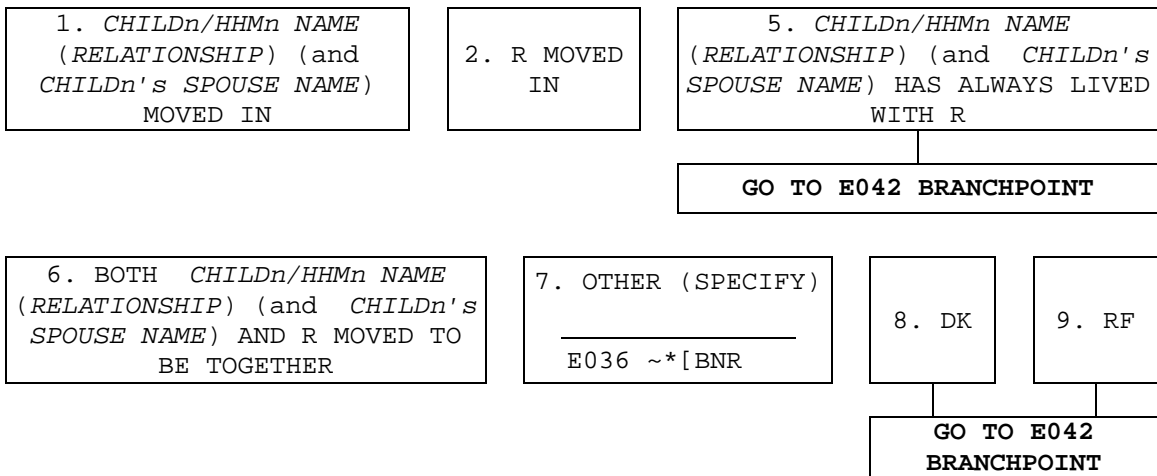 1. CHILDn/HHMn NAME
(RELATIONSHIP) (and
CHILDn's SPOUSE NAME)
MOVED IN
2. R MOVED
IN
5. CHILDn/HHMn NAME
(RELATIONSHIP) (and CHILDn's
SPOUSE NAME) HAS ALWAYS LIVED
WITH R
GO TO E042 BRANCHPOINT
6. BOTH CHILDn/HHMn NAME
(RELATIONSHIP) (and CHILDn's
SPOUSE NAME) AND R MOVED TO
BE TOGETHER
7. OTHER (SPECIFY)
E036 ~*[BNR
8. DK
9. RF
GO TO E042
BRANCHPOINT